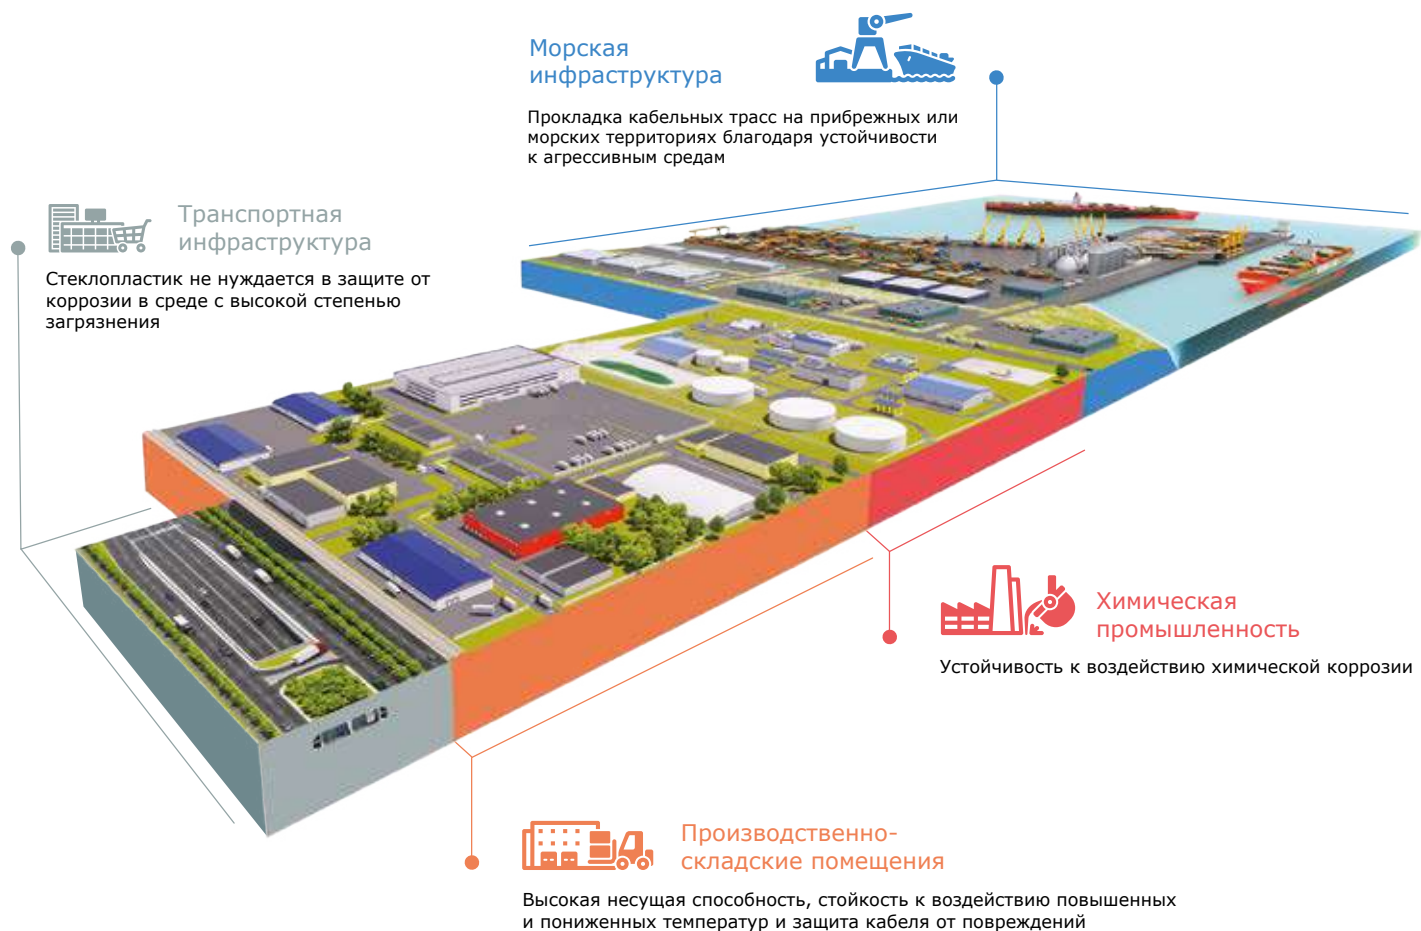 Морская
инфраструктура
Прокладка кабельных трасс на прибрежных или
морских территориях благодаря устойчивости
к агрессивным средам
Транспортная
инфраструктура
Стеклопластик не нуждается в защите от
коррозии в среде с высокой степенью
загрязнения
Химическая
промышленность
Устойчивость к воздействию химической коррозии
Производственно-
складские помещения
Высокая несущая способность, стойкость к воздействию повышенных
и пониженных температур и защита кабеля от повреждений